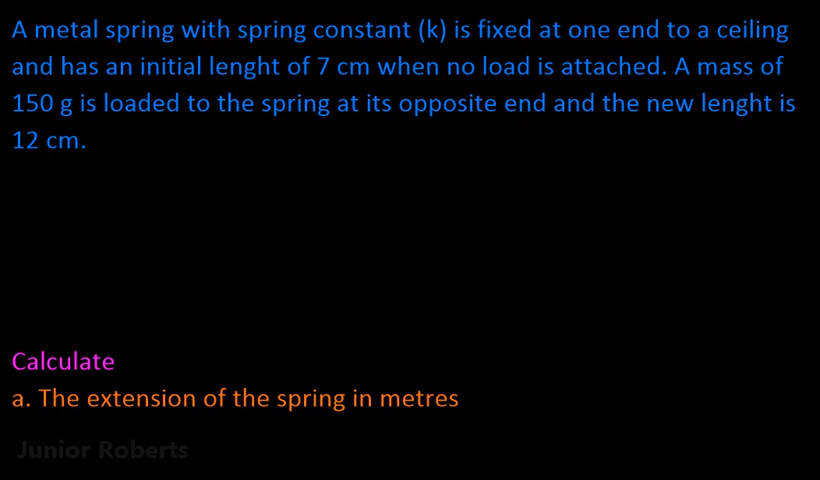 A metal spring with spring constant (k) is fixed at one end to a ceiling
and has an initial lenght of 7 cm when no load is attached. A mass of
150 g is loaded to the spring at its opposite end and the new lenght is
12 cm.
Calculate
a. The extension of the spring in metres
Junior Roberts